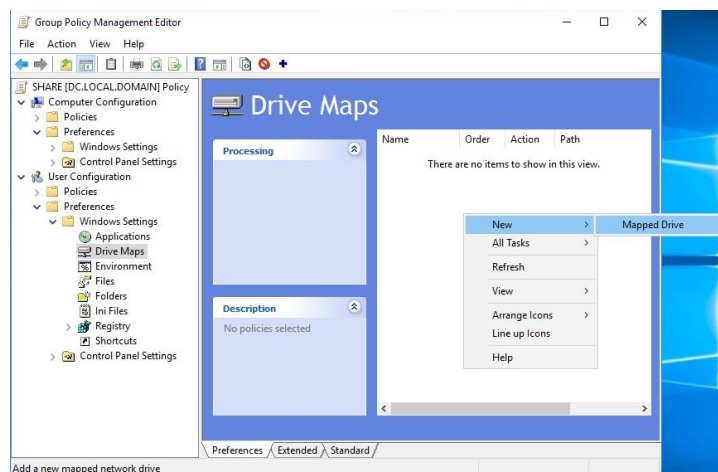 Group Policy Management Editor
File Action View Help
SHARE [DC.LOCAL.DOMAIN] Policy
Computer Configuration
Policies
Preferences
Windows Settings
Control Panel Settings
User Configuration
Policies
Preferences
Windows Settings
Applications
Drive Maps
Environment
Files
Folders
Ini Files
Registry
Shortcuts
Control Panel Settings
Drive Maps
Processing
Description
No policies selected
Name Order Action Path
There are no items to show in this view.
New
All Tasks
Refresh
View
Arrange Icons
Line up Icons
Help
Mapped Drive
Preferences Extended Standard
Add a new mapped network drive